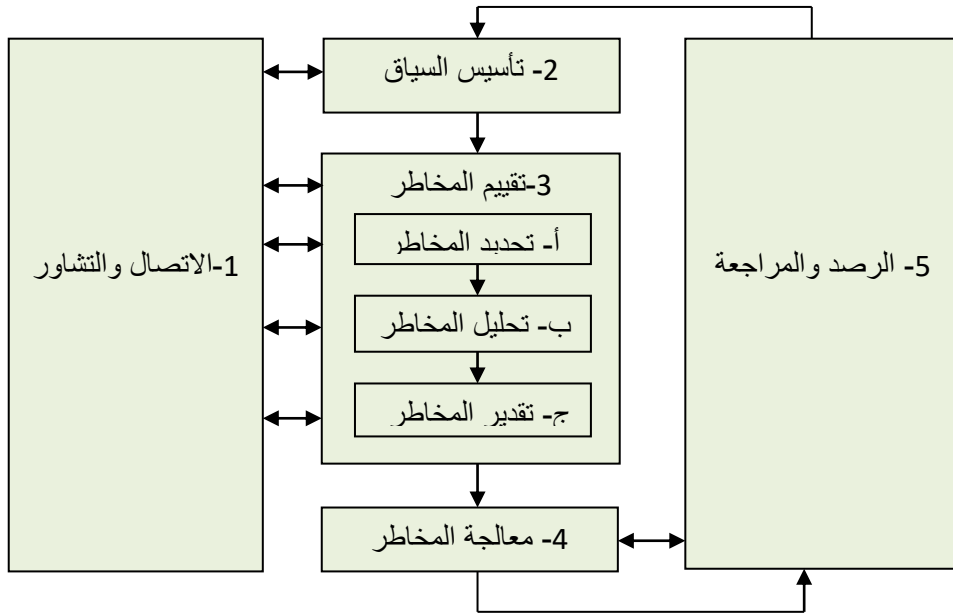 1-الاتصال والتشاور
2- تأسيس السياق
3-تقييم المخاطر
أ- تحديد المخاطر
ب- تحليل المخاطر
ج- تقدير المخاطر
4- معالجة المخاطر
5- الرصد والمراجعة